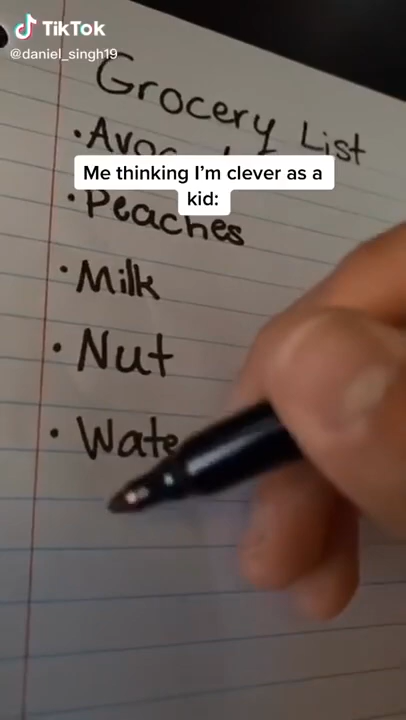 TikTok
@daniel_singh19
Grocery List
Me thinking I'm clever as a
kid:
• Peaches
• Milk
• Nut
•